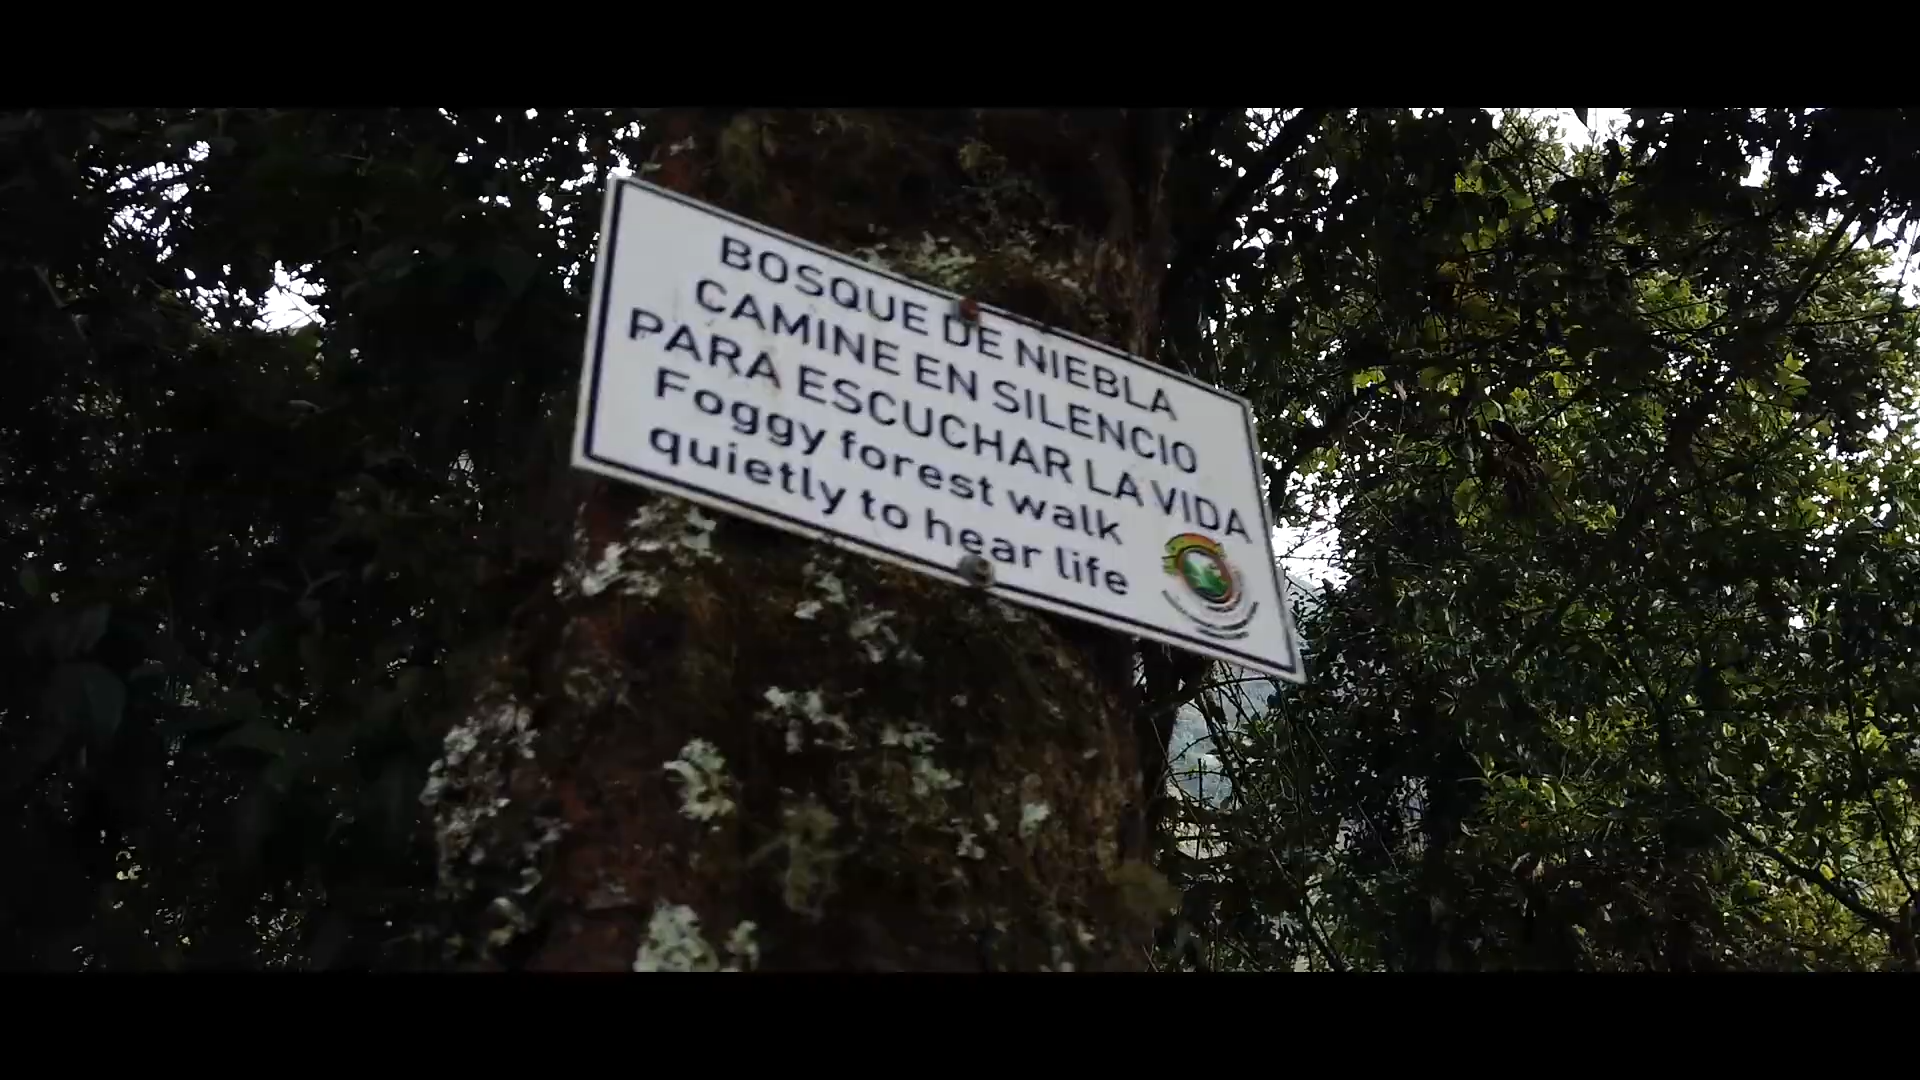 BOSQUE DE NIEBLA
CAMINE EN SILENCIO
PARA ESCUCHAR LA VIDA
Foggy forest walk
quietly to hear life